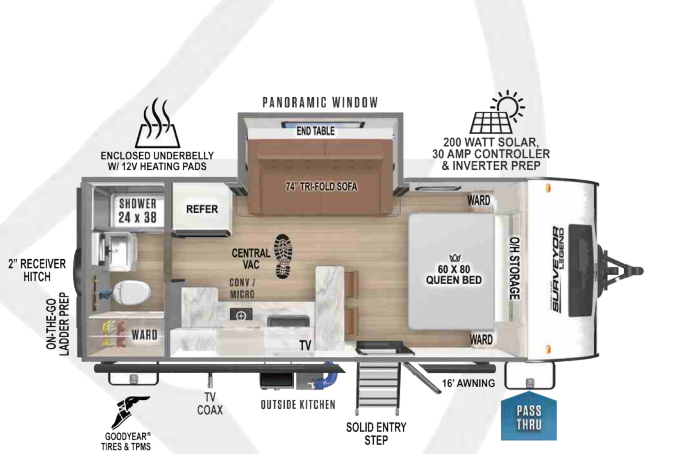 PANORAMIC WINDOW
END TABLE
74" TRI-FOLD SOFA
ENCLOSED UNDERBELLY
W/ 12V HEATING PADS
200 WATT SOLAR,
30 AMP CONTROLLER
& INVERTER PREP
SHOWER
24 x 38
REFER
WARD
CENTRAL
VAC
CONV /
MICRO
60 X 80
QUEEN BED
O/H STORAGE
SURVEYOR
LEGEND
2" RECEIVER
HITCH
ON-THE-GO
LADDER PREP
WARD
TV
WARD
16' AWNING
TV
COAX
OUTSIDE KITCHEN
SOLID ENTRY
STEP
PASS
THRU
GOODYEAR®
TIRES & TPMS